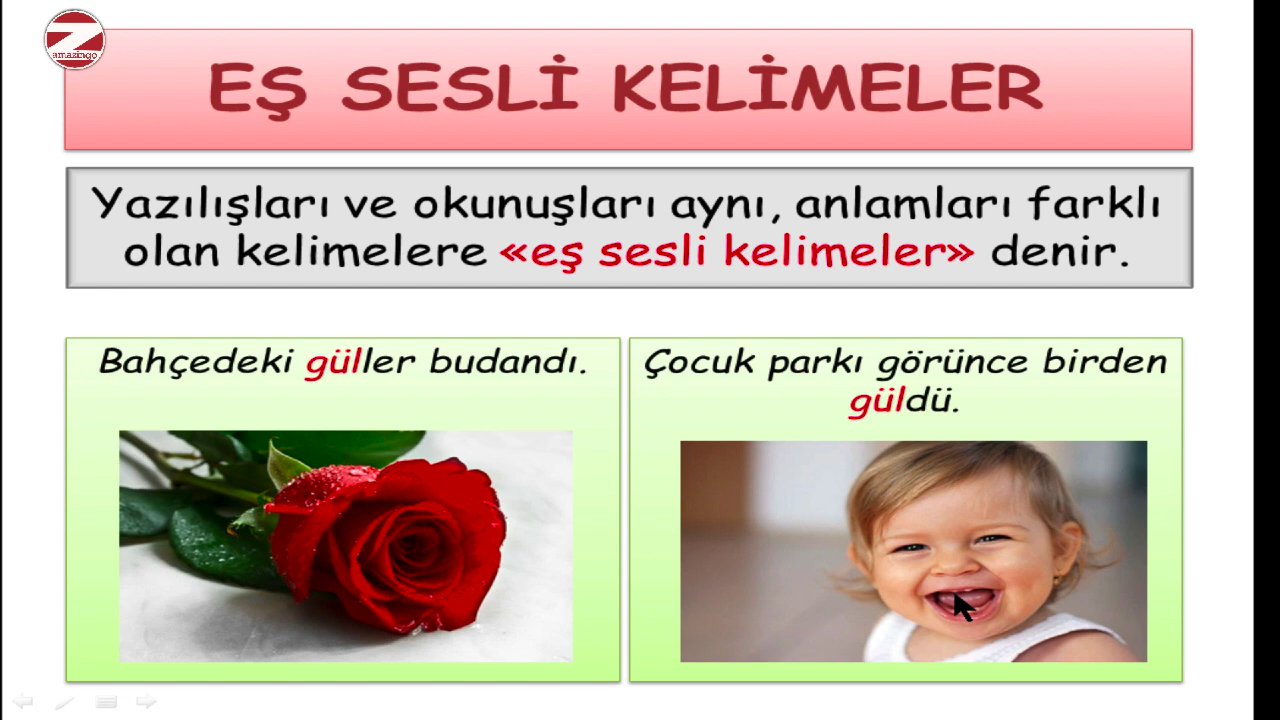 amazingo
EŞ SESLİ KELİMELER
Yazılışları ve okunuşları aynı, anlamları farklı
olan kelimelere «eş sesli kelimeler» denir.
Bahçedeki güller budandı.
Çocuk parkı görünce birden
güldü.